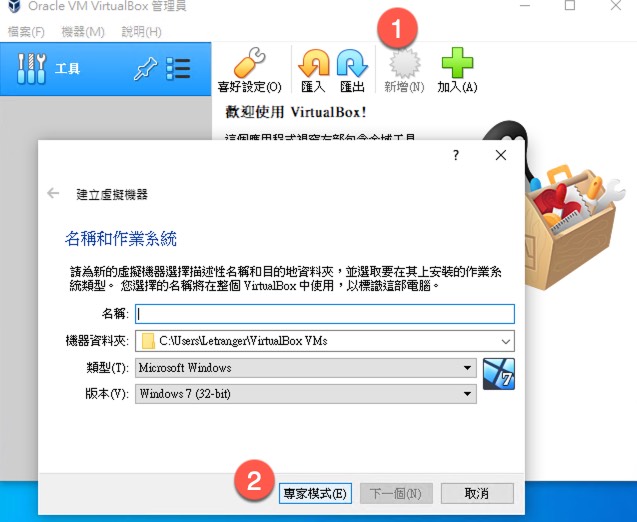 Oracle VM VirtualBox 管理員
檔案(F) 機器(M) 說明(H)
1
工具
喜好設定(O) 匯入 匯出 新增(N) 加入(A)
歡迎使用 VirtualBox!
這個應用程式視窗左部包含全域工具
?
建立虛擬機器
名稱和作業系統
請為新的虛擬機器選擇描述性名稱和目的地資料夾，並選取要在其上安裝的作業系
統類型。 您選擇的名稱將在整個 VirtualBox 中使用，以標識這部電腦。
名稱:
機器資料夾: C:\Users\Letranger\VirtualBox VMs
類型(T): Microsoft Windows
7
版本(V): Windows 7 (32-bit)
2
專家模式(E) 下一個(N) 取消